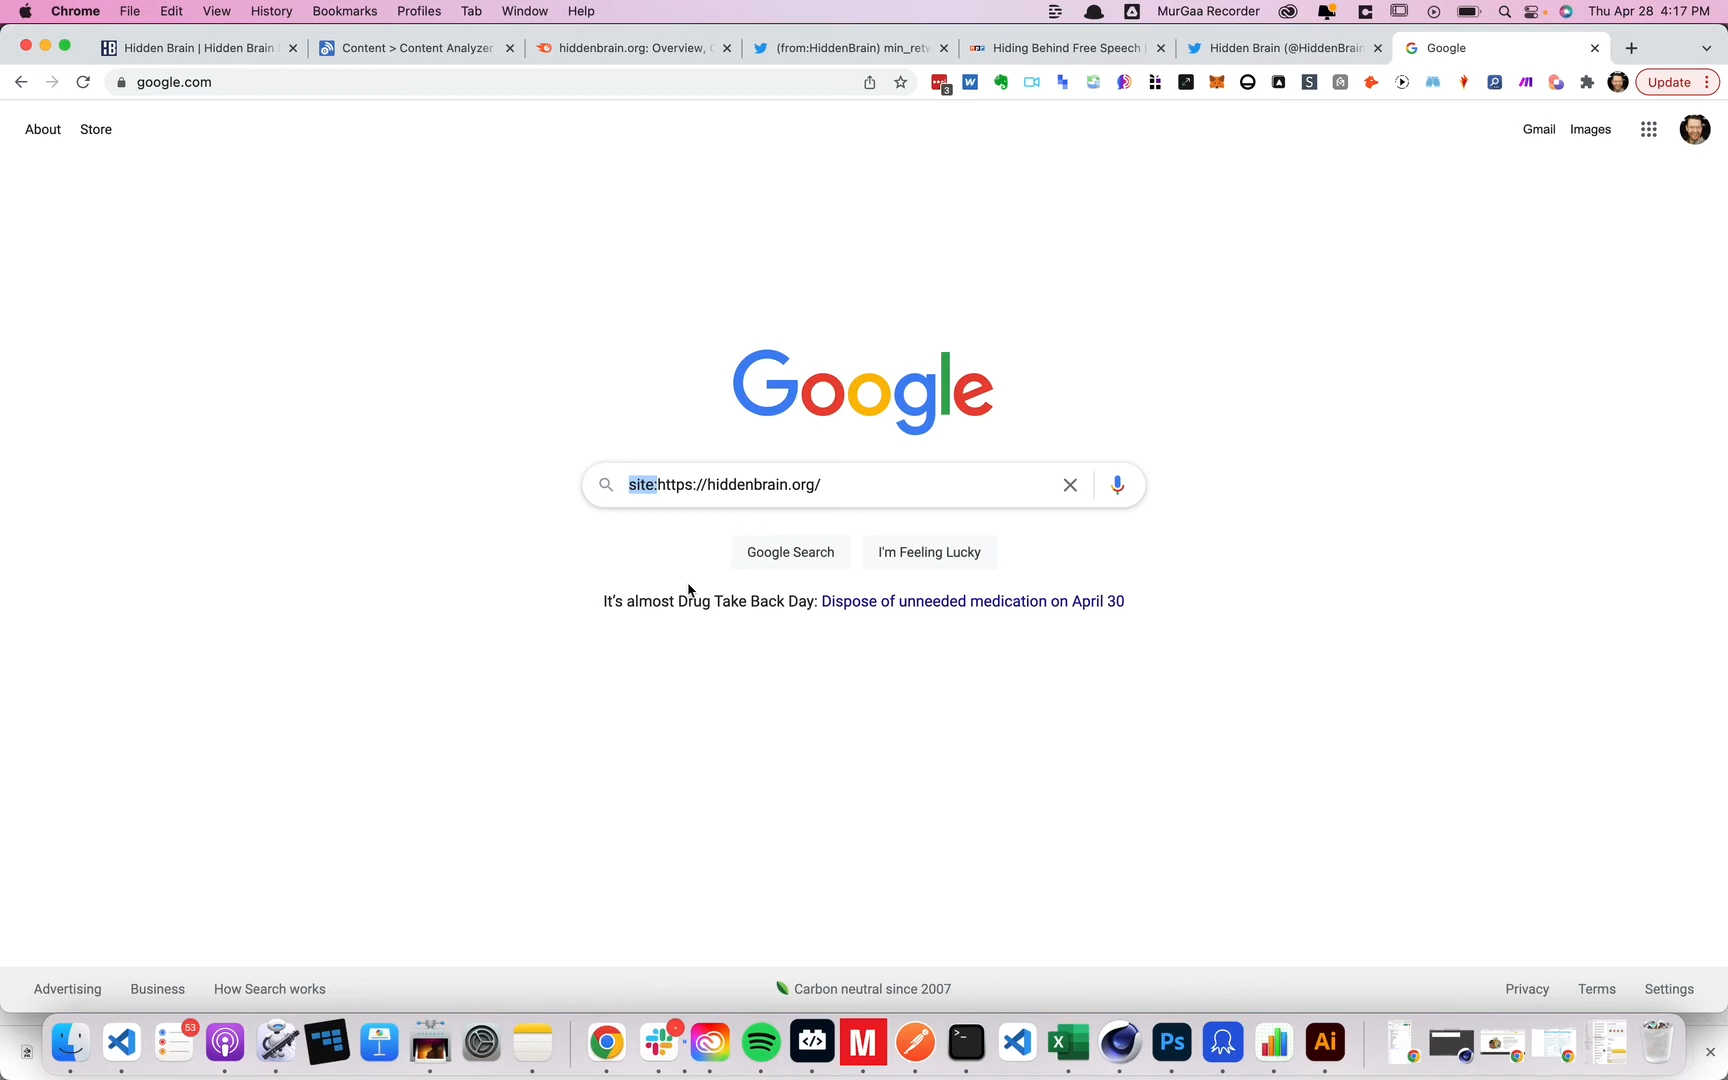 Chrome File Edit View History Bookmarks Profiles Tab Window Help MurGaa Recorder Thu Apr 28 4:17 PM
Hidden Brain | Hidden Brain Content > Content Analyzer hiddenbrain.org: Overview, (from:HiddenBrain) min_retw Hiding Behind Free Speech Hidden Brain (@HiddenBrain Google
google.com 3 W S Update
About Store Gmail Images
Google
site:https://hiddenbrain.org/
Google Search I'm Feeling Lucky
It's almost Drug Take Back Day: Dispose of unneeded medication on April 30
Advertising Business How Search works Carbon neutral since 2007 Privacy Terms Settings
53 M X Ps Ai